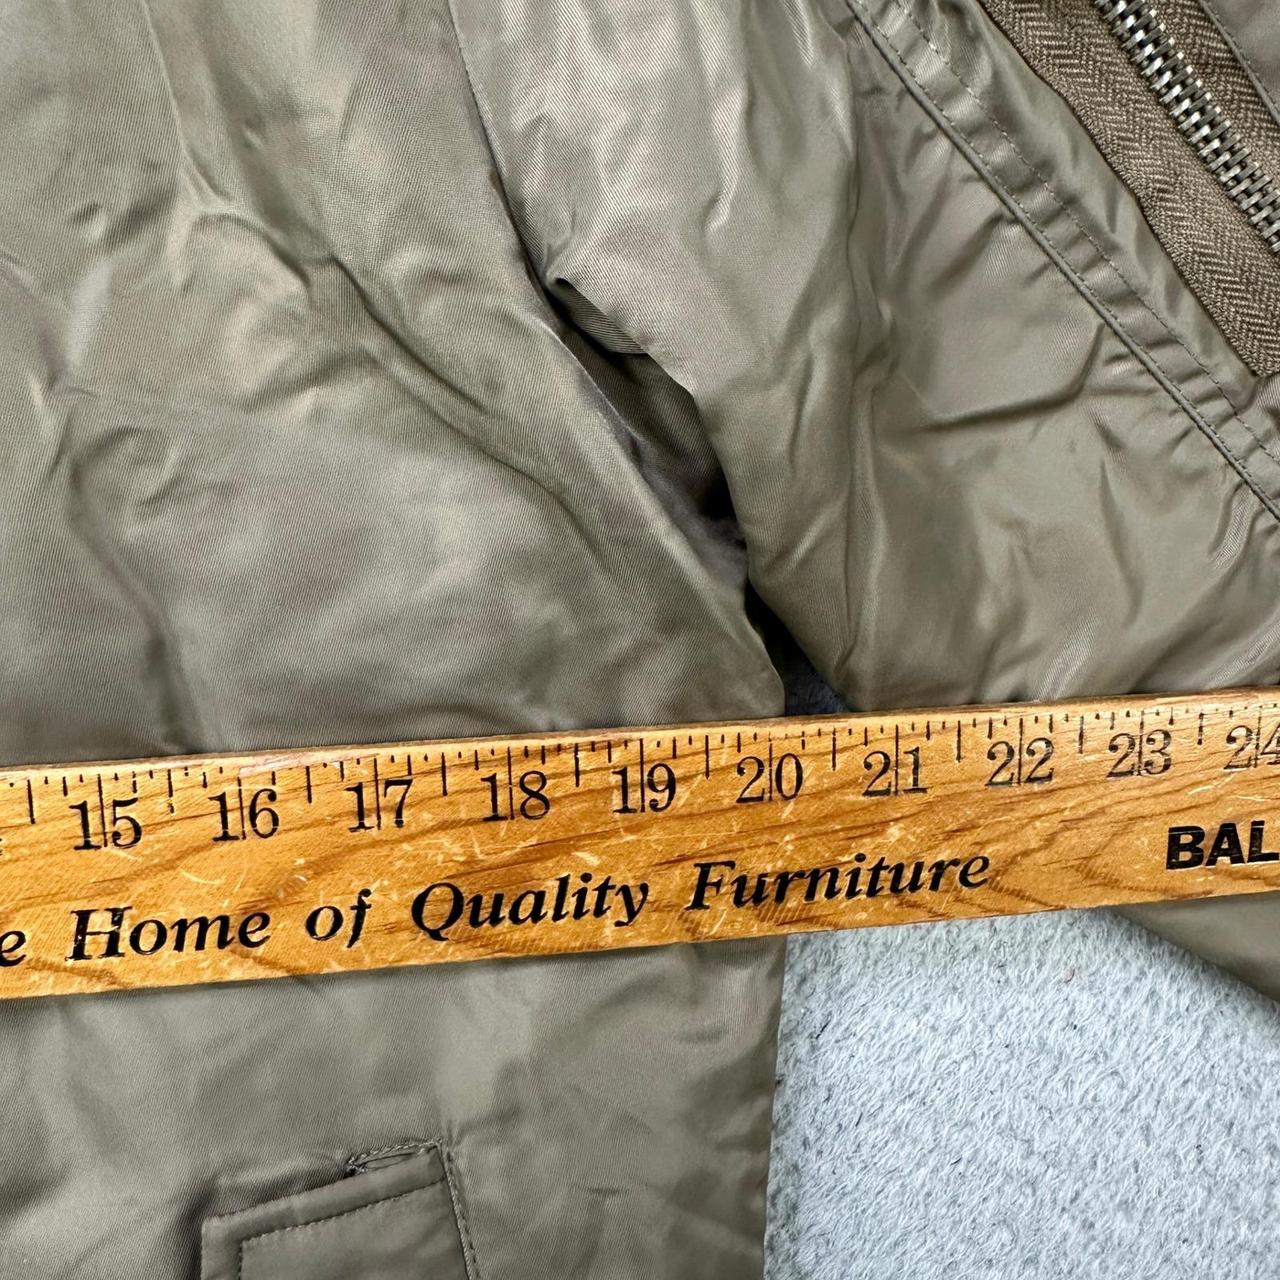 15 16 17 18 19 20 21 22 23 24
Home of Quality Furniture BAL